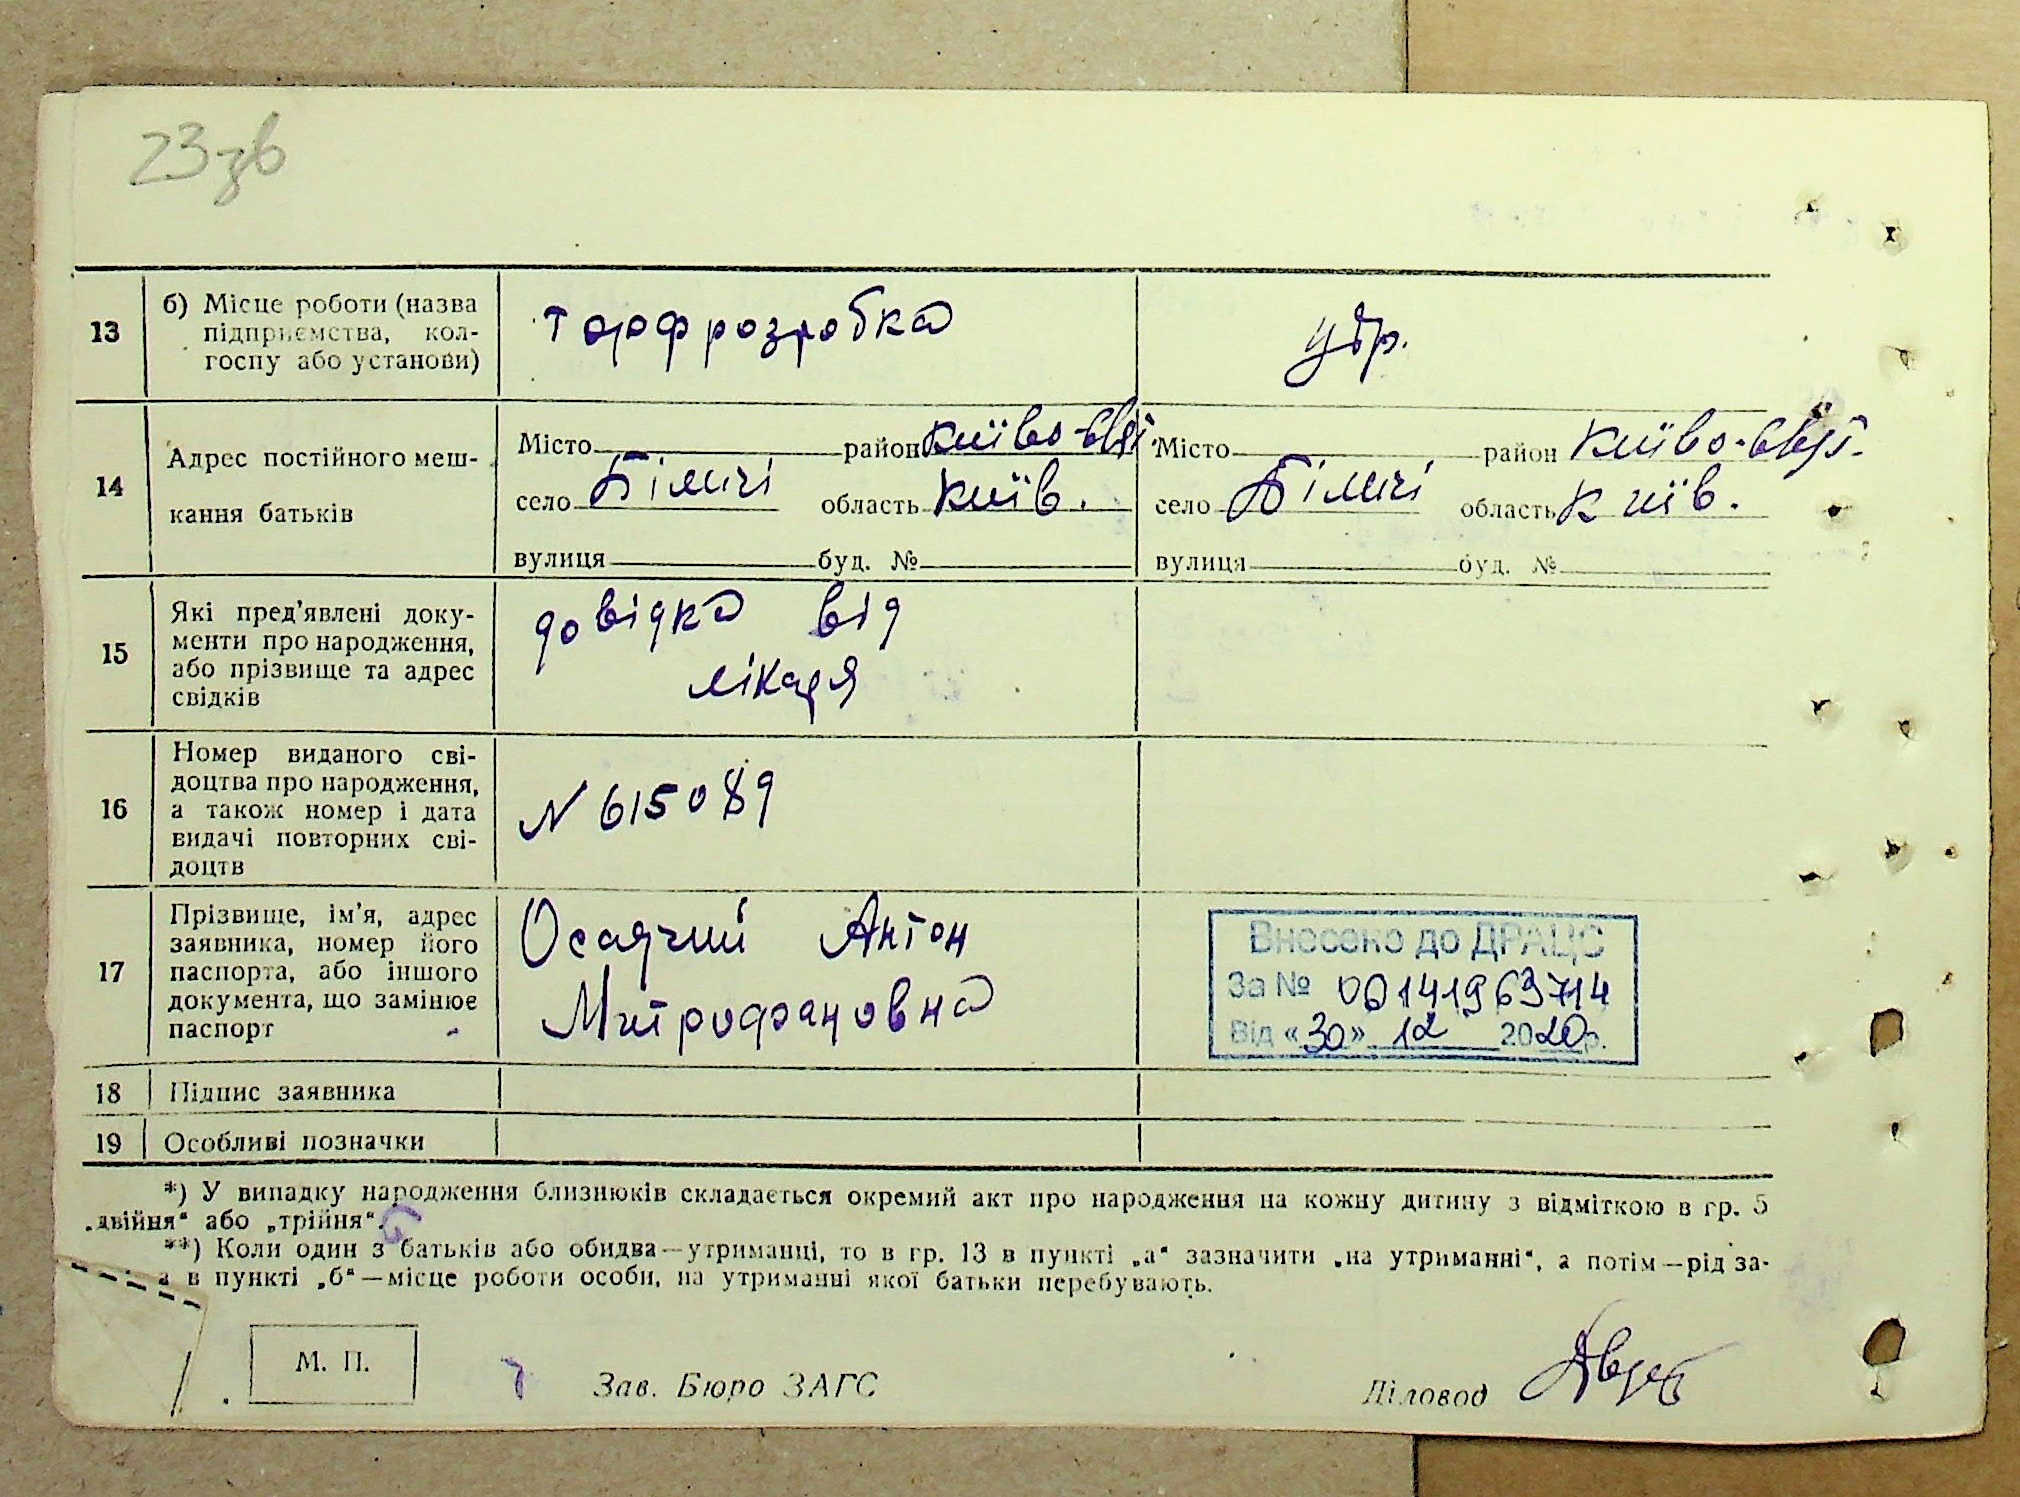 23зв
13
б) Місце роботи (назва
підприємства, кол-
госпу або установи)
торфрозробка
14
Адрес постійного меш-
кання батьків
Місто район Київо-Свят.
село Біличі область Київ.
вулиця буд. №
Місто район Київо-Свят.
село Біличі область Київ.
вулиця буд. №
15
Які пред'явлені доку-
менти про народження,
або прізвище та адрес
свідків
довідка від
лікаря
16
Номер виданого сві-
доцтва про народження,
а також номер і дата
видачі повторних сві-
доцтв
N 615089
17
Прізвище, ім'я, адрес
заявника, номер його
паспорта, або іншого
документа, що замінює
паспорт
Осадчий Антон
Митрофановна
Внесено до ДРАЦС
За № 00141963714
Від «30» 12 2020р.
18
Підпис заявника
19
Особливі позначки
*) У випадку народження близнюків складається окремий акт про народження на кожну дитину з відміткою в гр. 5
„двійня“ або „трійня“.
**) Коли один з батьків або обидва—утриманці, то в гр. 13 в пункті „а“ зазначити „на утриманні“, а потім—рід за-
а в пункті „б“—місце роботи особи, на утриманні якої батьки перебувають.
М. П.
Зав. Бюро ЗАГС
Діловод